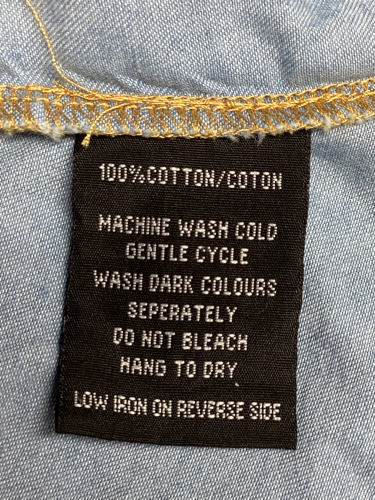 100%COTTON/COTON
MACHINE WASH COLD
GENTLE CYCLE
WASH DARK COLOURS
SEPERATELY
DO NOT BLEACH
HANG TO DRY
LOW IRON ON REVERSE SIDE